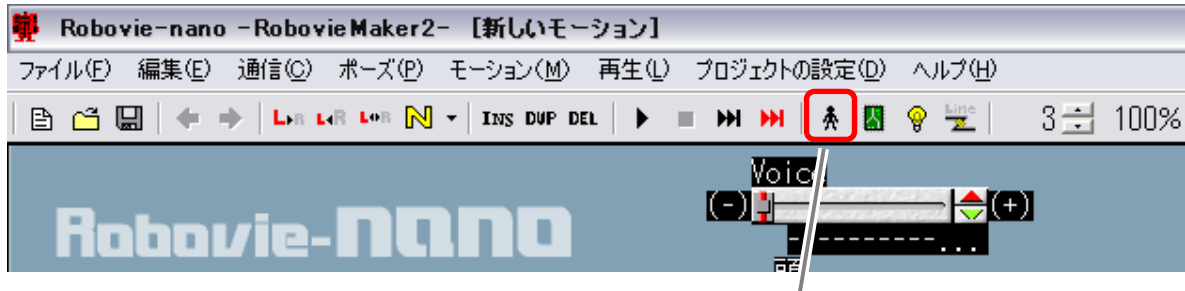 Robovie-nano -RobovieMaker2- [新しいモーション]
ファイル(F) 編集(E) 通信(C) ポーズ(P) モーション(M) 再生(L) プロジェクトの設定(D) ヘルプ(H)
L▸R L◂R L◂▸R N INS DUP DEL Line 3 100%
Voice
(-) (+)
Robovie-nano
----------...
頭